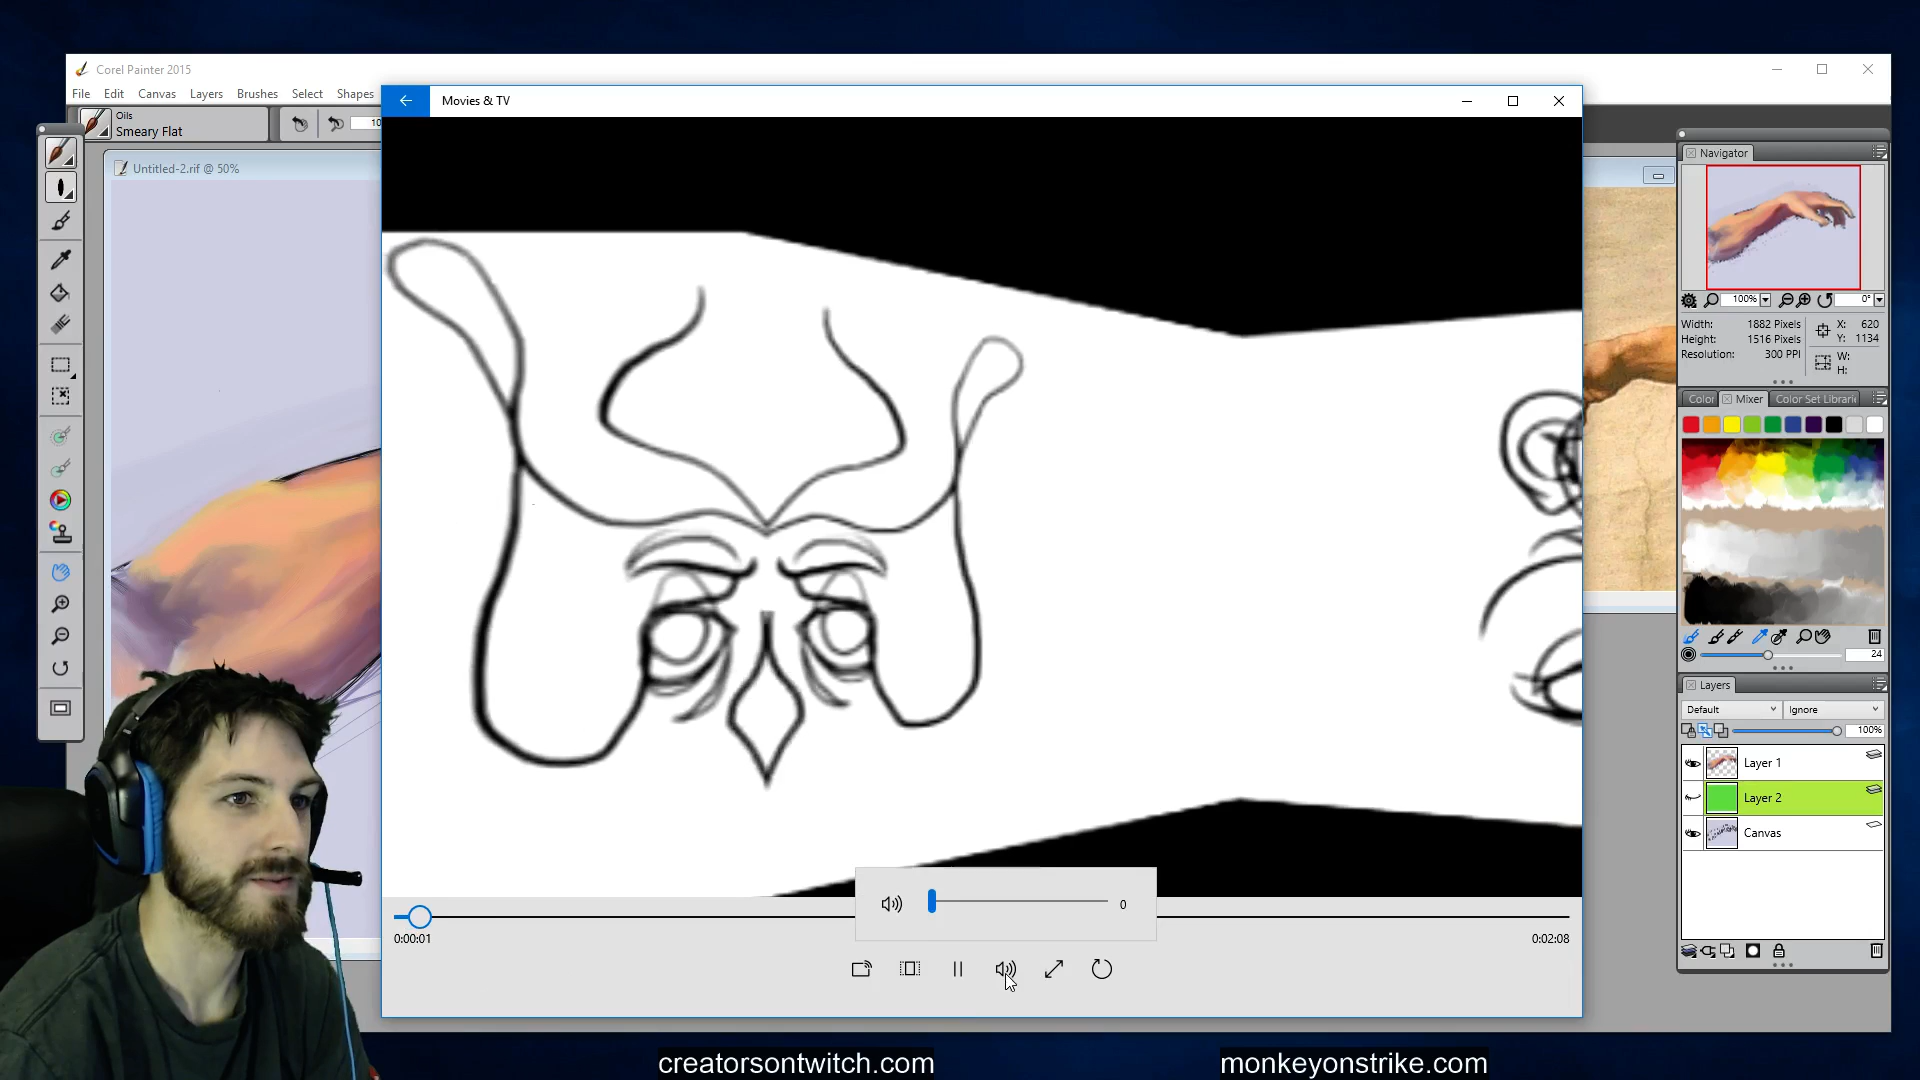 Corel Painter 2015
File Edit Canvas Layers Brushes Select Shapes
Movies & TV
Oils
Smeary Flat
10
Untitled-2.rif @ 50%
Navigator
100% 0°
Width: 1882 Pixels X: 620
Height: 1516 Pixels Y: 1134
Resolution: 300 PPI W:
H:
Color Mixer Color Set Librari
24
Layers
Default Ignore
100%
Layer 1
Layer 2
Canvas
0
0:00:01 0:02:08
creatorsontwitch.com monkeyonstrike.com